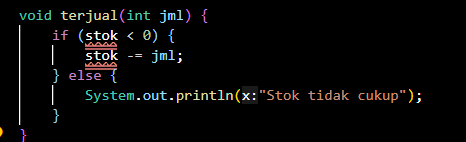 void terjual(int jml) {
    if (stok < 0) {
        stok -= jml;
    } else {
        System.out.println(x:"Stok tidak cukup");
    }
}